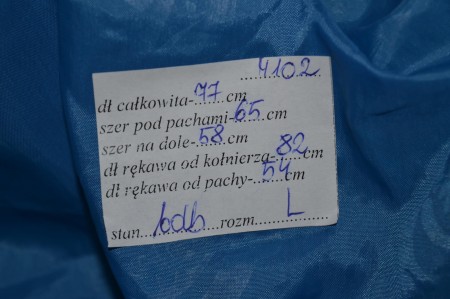 ...........4102
dł całkowita-.77...cm
szer pod pachami-65...cm
szer na dole-.58...cm
dł rękawa od kołnierza-.82...cm
dł rękawa od pachy-..54..cm
stan...bdb...rozm....L....